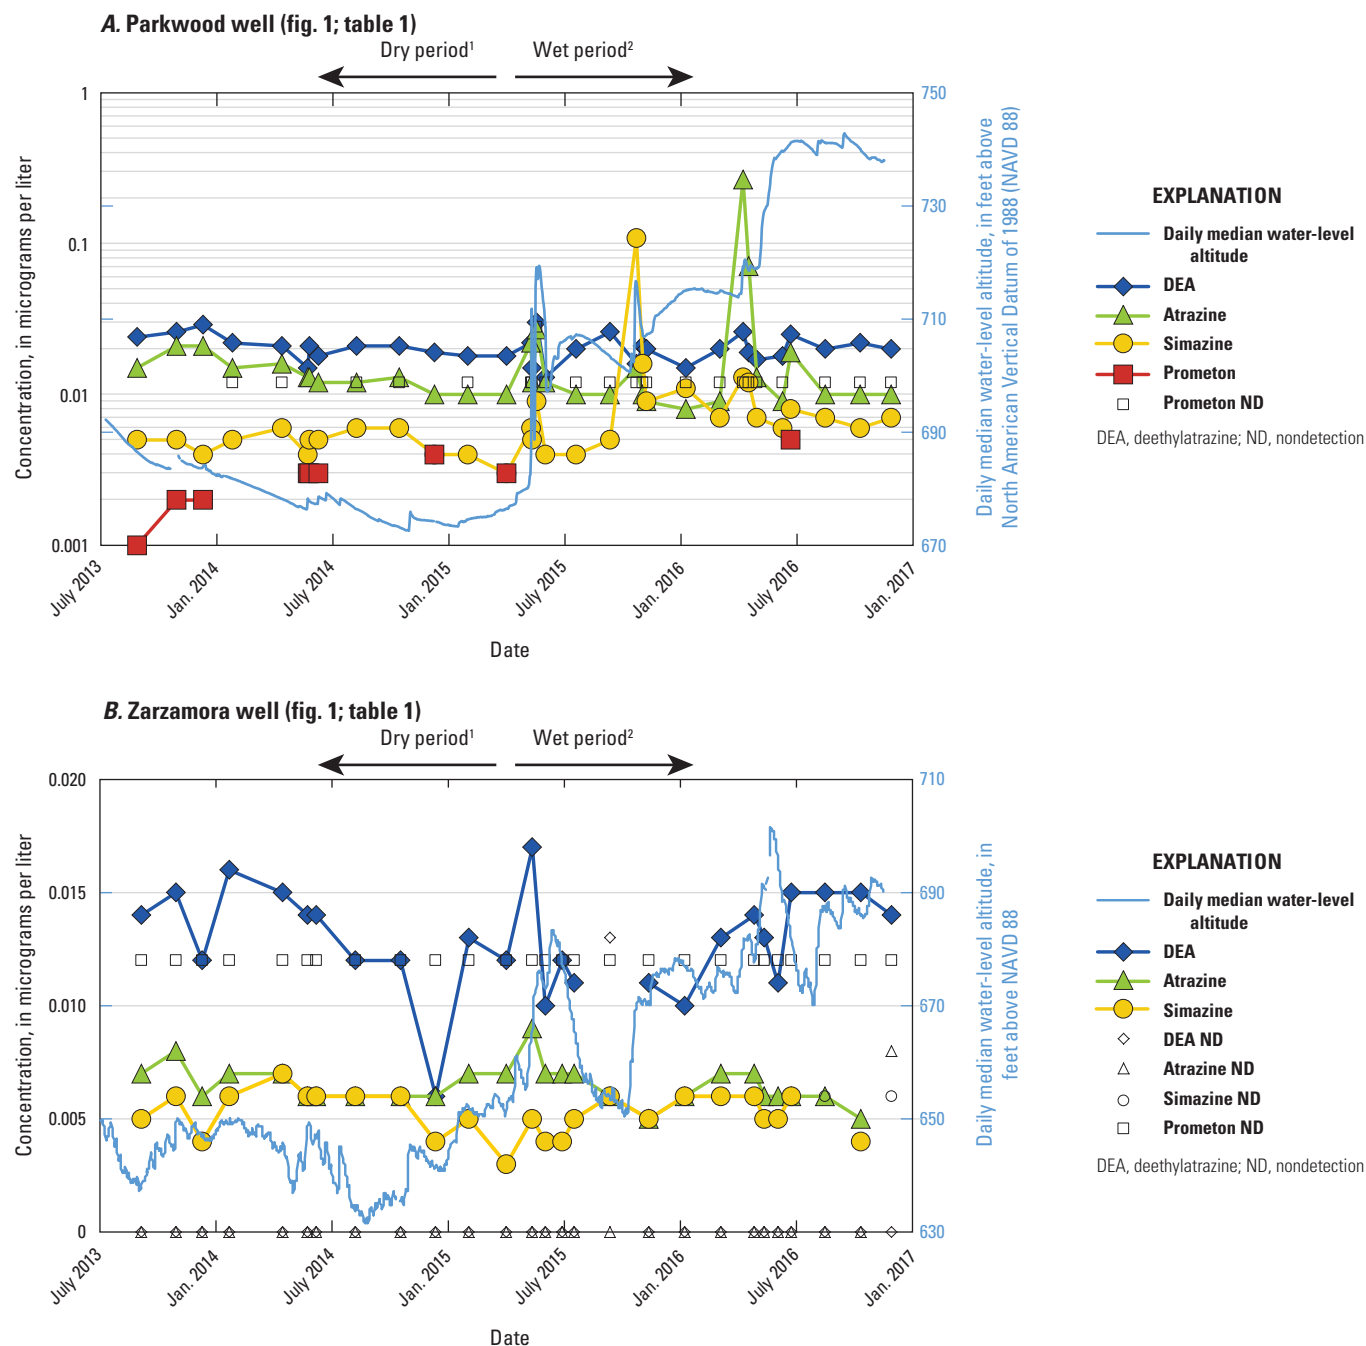 A. Parkwood well (fig. 1; table 1)
Dry period¹ Wet period²
1
0.1
0.01
0.001
Concentration, in micrograms per liter
750
730
710
690
670
Daily median water-level altitude, in feet above
North American Vertical Datum of 1988 (NAVD 88)
July 2013
Jan. 2014
July 2014
Jan. 2015
July 2015
Jan. 2016
July 2016
Jan. 2017
Date
EXPLANATION
Daily median water-level
altitude
DEA
Atrazine
Simazine
Prometon
Prometon ND
DEA, deethylatrazine; ND, nondetection
B. Zarzamora well (fig. 1; table 1)
Dry period¹ Wet period²
0.020
0.015
0.010
0.005
0
Concentration, in micrograms per liter
710
690
670
650
630
Daily median water-level altitude, in
feet above NAVD 88
July 2013
Jan. 2014
July 2014
Jan. 2015
July 2015
Jan. 2016
July 2016
Jan. 2017
Date
EXPLANATION
Daily median water-level
altitude
DEA
Atrazine
Simazine
DEA ND
Atrazine ND
Simazine ND
Prometon ND
DEA, deethylatrazine; ND, nondetection